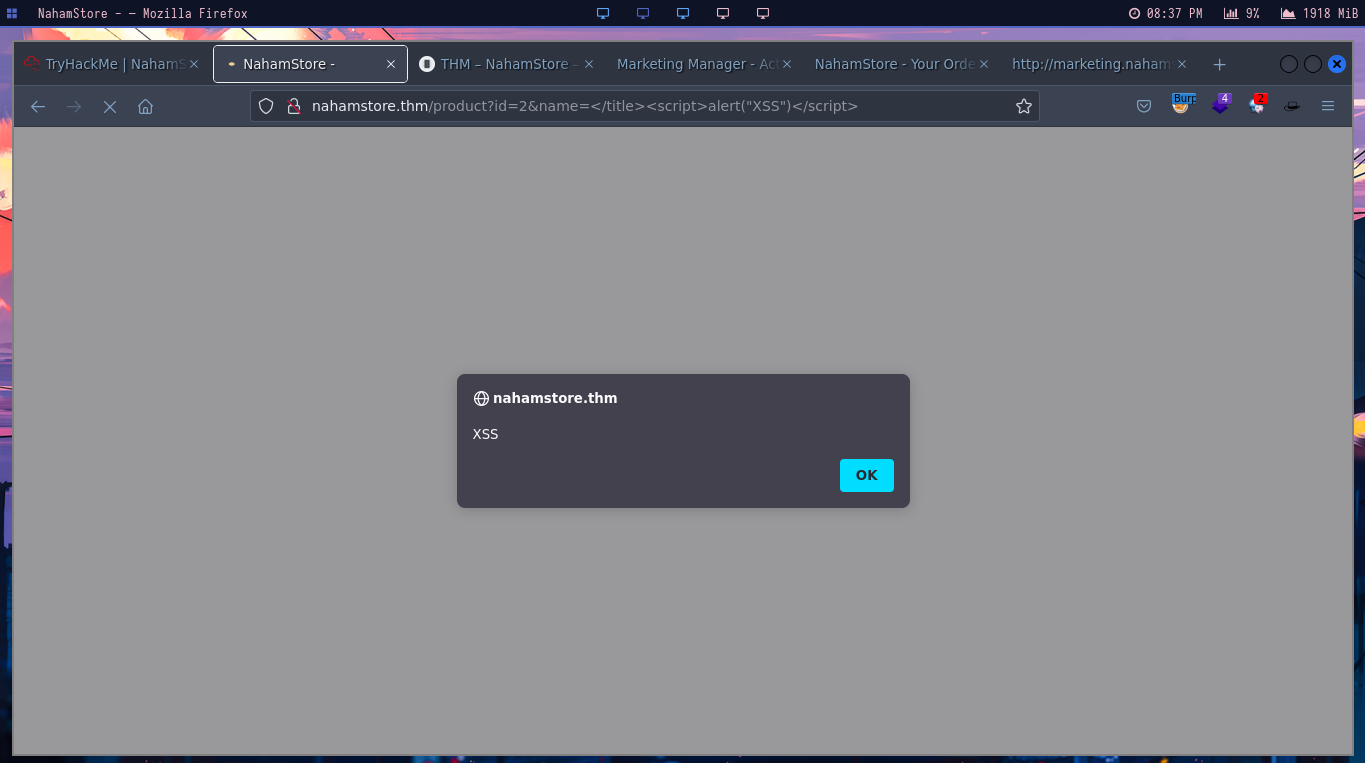 NahamStore - — Mozilla Firefox
08:37 PM 9% 1918 MiB
TryHackMe | NahamS NahamStore - THM – NahamStore – Marketing Manager - Act NahamStore - Your Orde http://marketing.naham
nahamstore.thm/product?id=2&name=</title><script>alert("XSS")</script> Burp 4 2
nahamstore.thm
XSS
OK